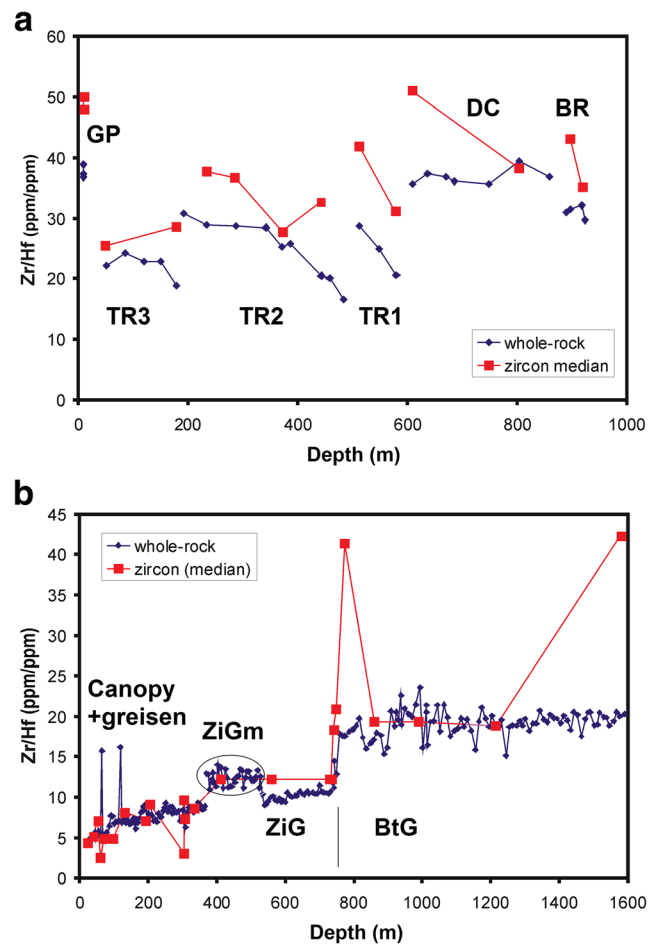 a
60
50
40
30
20
10
0
Zr/Hf (ppm/ppm)
GP
TR3
TR2
TR1
DC
BR
whole-rock
zircon median
0
200
400
600
800
1000
Depth (m)
b
45
40
35
30
25
20
15
10
5
0
Zr/Hf (ppm/ppm)
whole-rock
zircon (median)
Canopy
+greisen
ZiGm
ZiG
BtG
0
200
400
600
800
1000
1200
1400
1600
Depth (m)